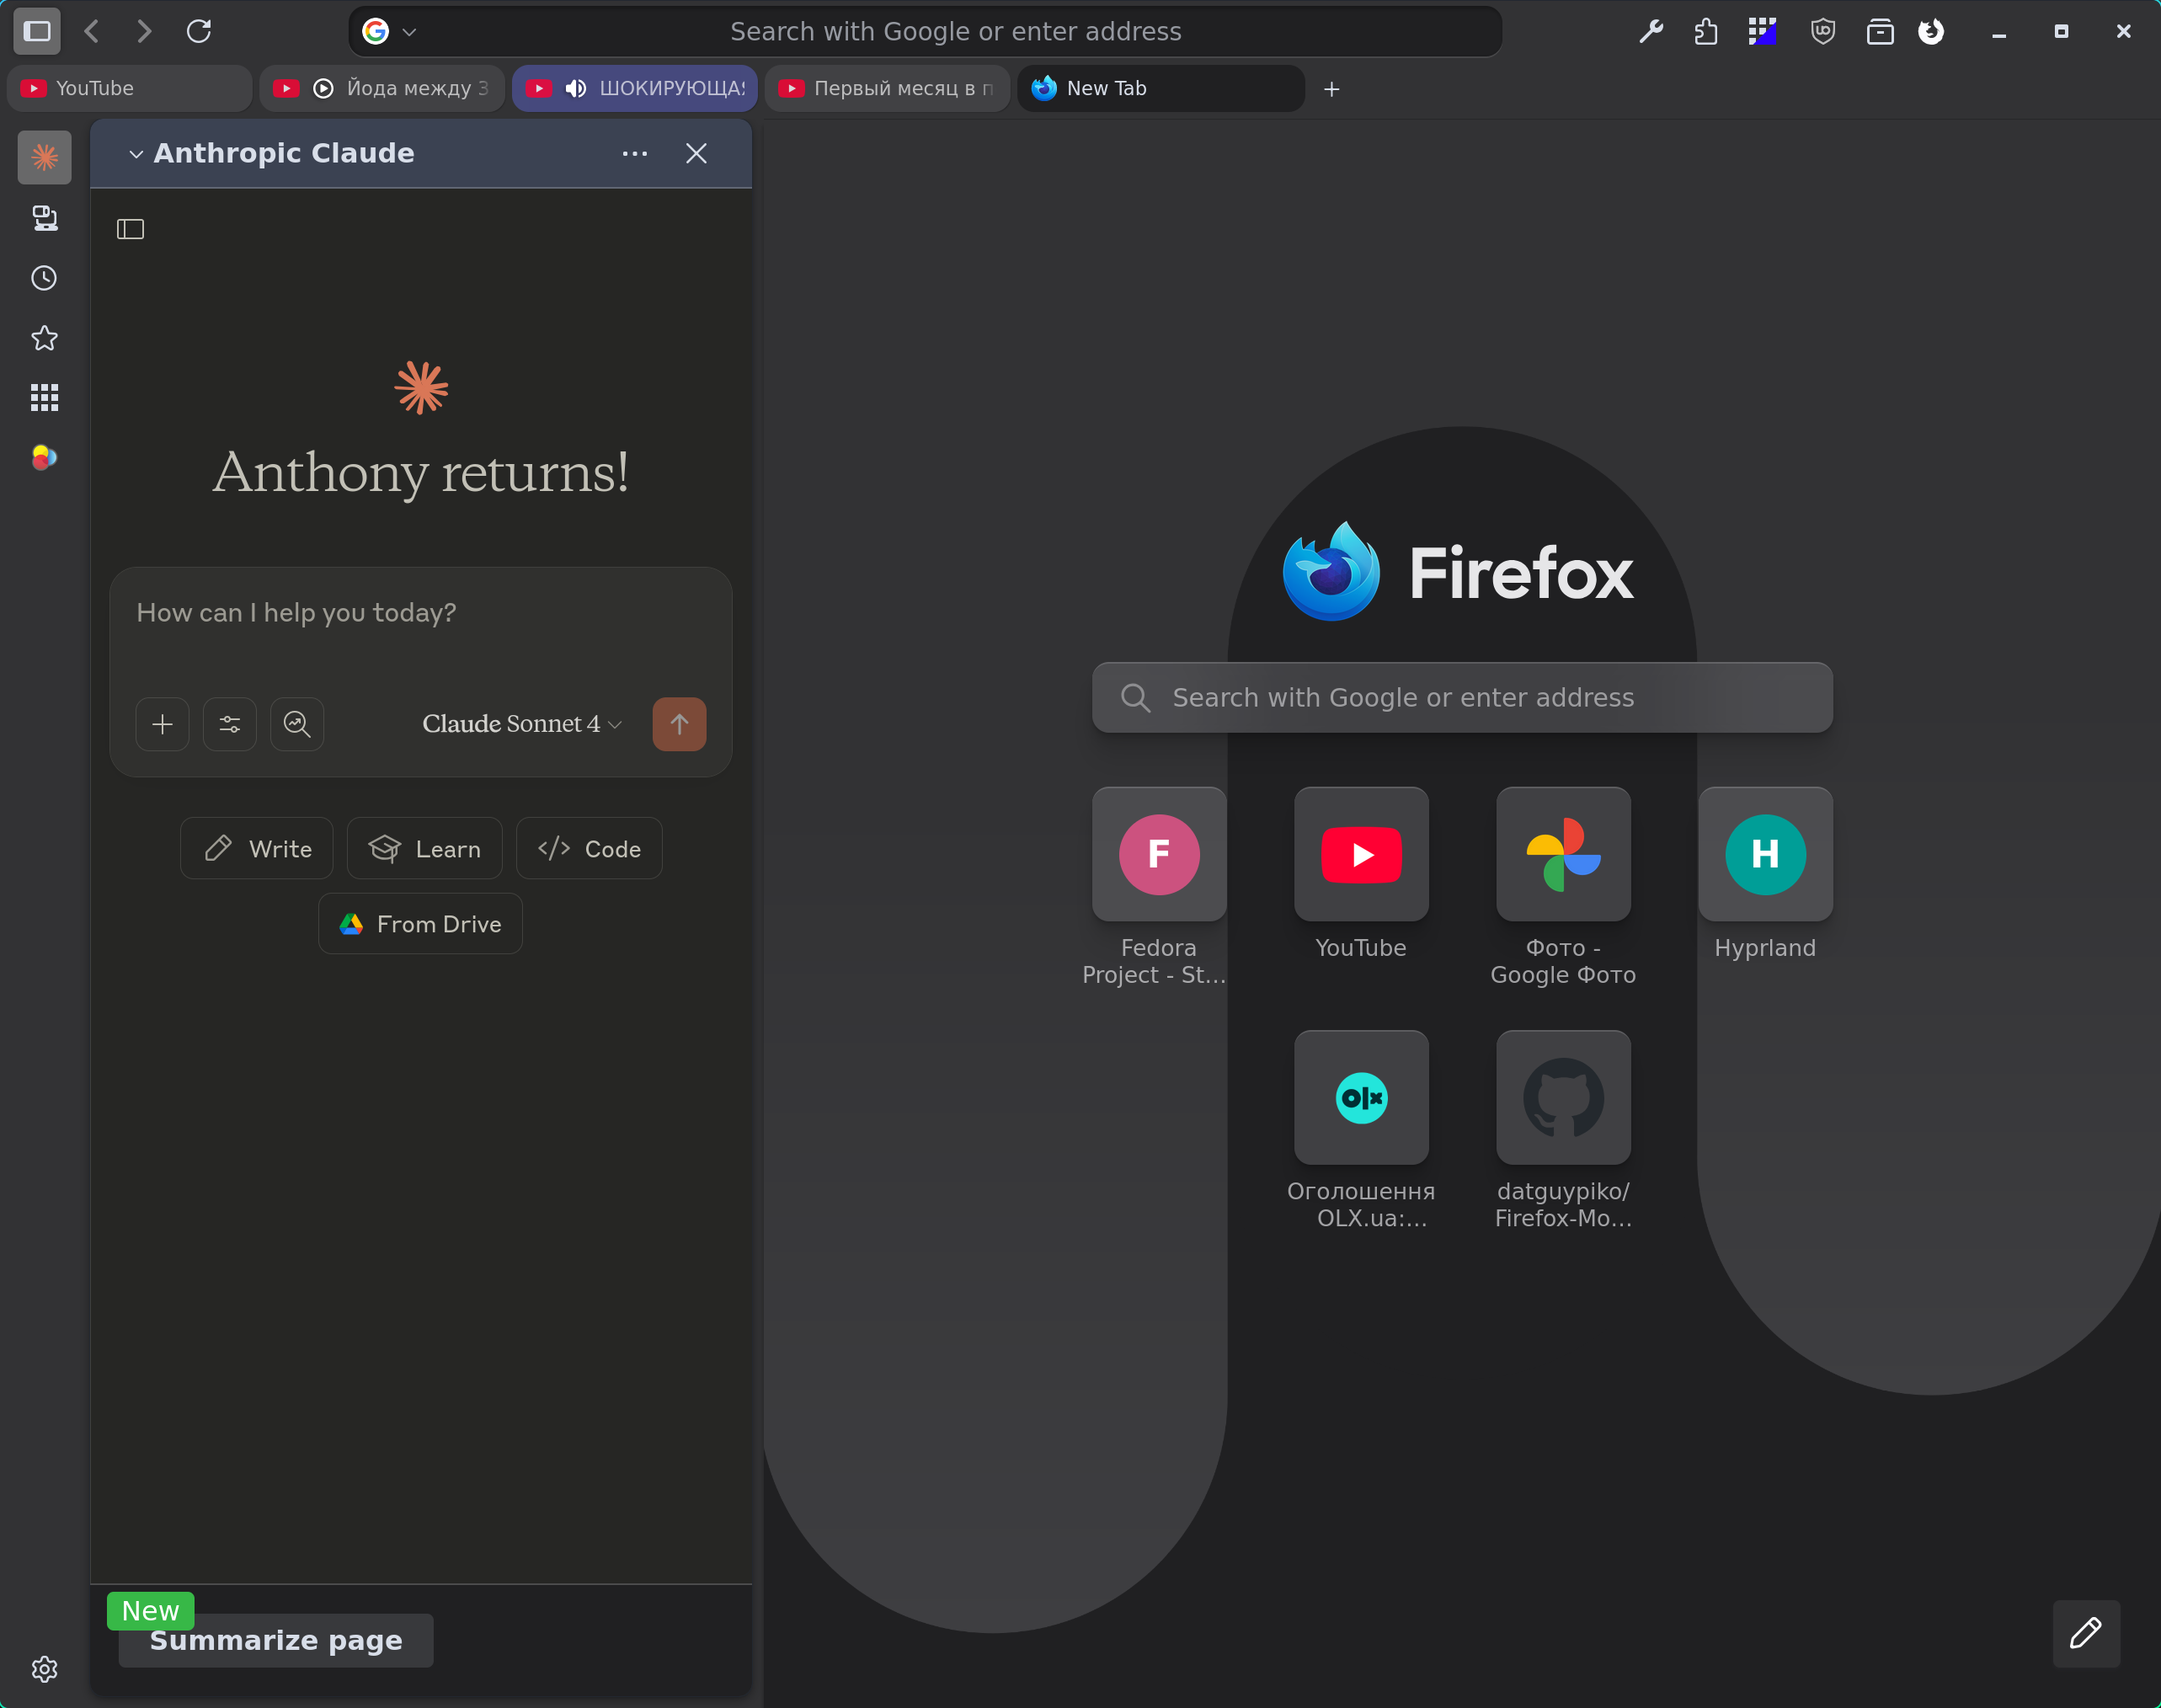 Search with Google or enter address
YouTube
Йода между З
ШОКИРУЮЩАЯ
Первый месяц в п
New Tab
Anthropic Claude
Anthony returns!
How can I help you today?
Claude Sonnet 4
Write
Learn
Code
From Drive
New
Summarize page
Firefox
Search with Google or enter address
F
H
Fedora
Project - St...
YouTube
Фото -
Google Фото
Hyprland
olx
Оголошення
OLX.ua:...
datguypiko/
Firefox-Mo...